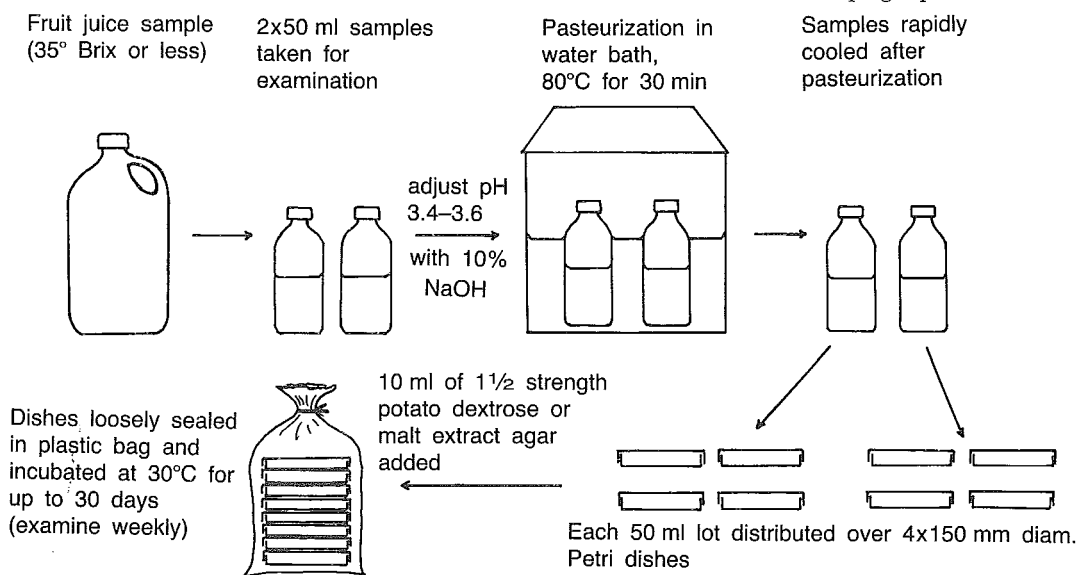 Fruit juice sample
(35° Brix or less)
2x50 ml samples
taken for
examination
Pasteurization in
water bath,
80°C for 30 min
Samples rapidly
cooled after
pasteurization
adjust pH
3.4–3.6
with 10%
NaOH
Dishes loosely sealed
in plastic bag and
incubated at 30°C for
up to 30 days
(examine weekly)
10 ml of 1½ strength
potato dextrose or
malt extract agar
added
Each 50 ml lot distributed over 4x150 mm diam.
Petri dishes